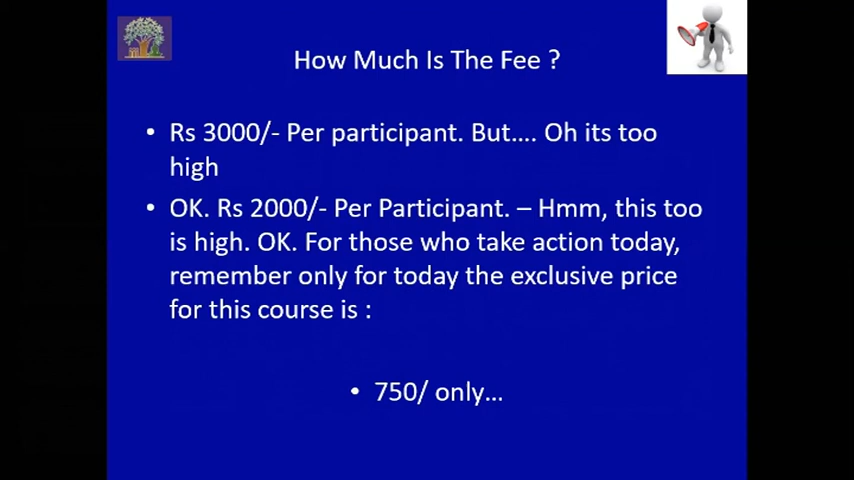 How Much Is The Fee ?
• Rs 3000/- Per participant. But.... Oh its too
high
• OK. Rs 2000/- Per Participant. – Hmm, this too
is high. OK. For those who take action today,
remember only for today the exclusive price
for this course is :
• 750/ only...